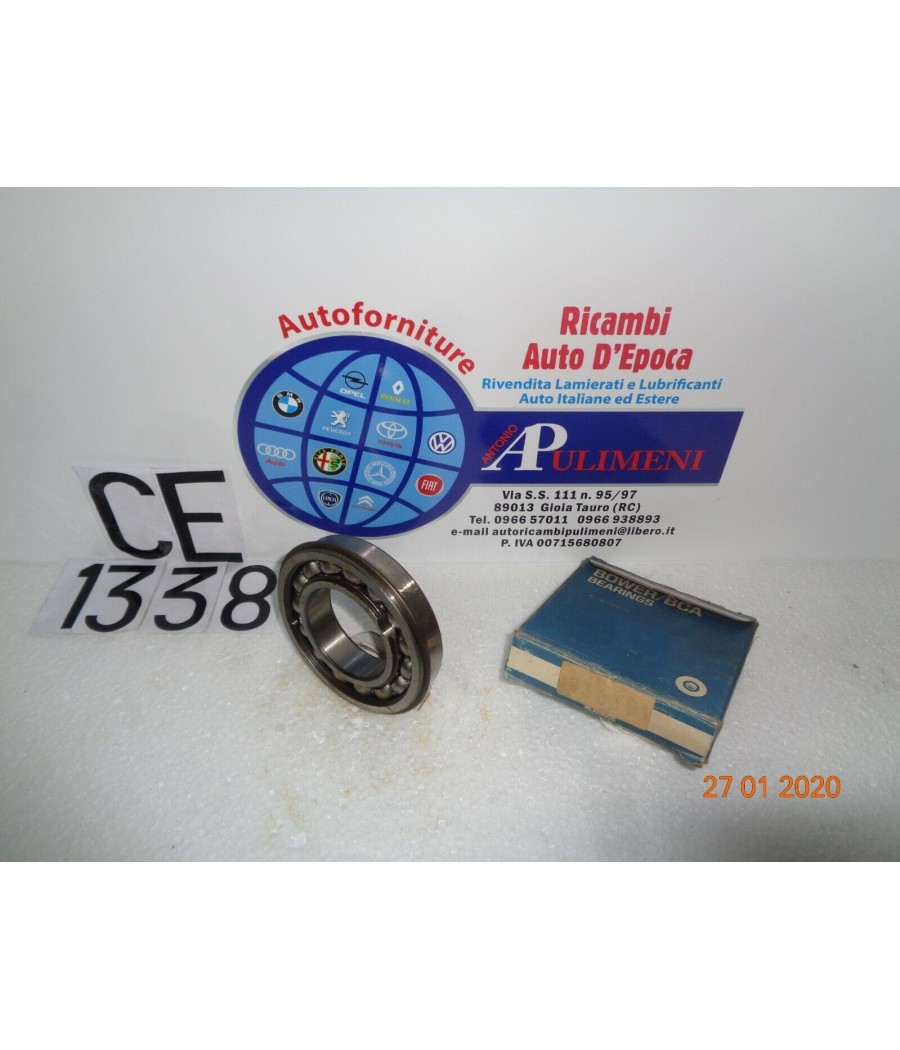 Autoforniture
Ricambi
Auto D'Epoca
Rivendita Lamierati e Lubrificanti
Auto Italiane ed Estere
BMW
OPEL
RENAULT
PEUGEOT
TOYOTA
Audi
FIAT
LANCIA
ANTONIO
PULIMENI
Via S.S. 111 n. 95/97
89013 Gioia Tauro (RC)
Tel. 0966 57011 0966 938893
e-mail autoricambipulimeni@libero.it
P. IVA 00715680807
CE
1338
BOWER/BCA
BEARINGS
27 01 2020